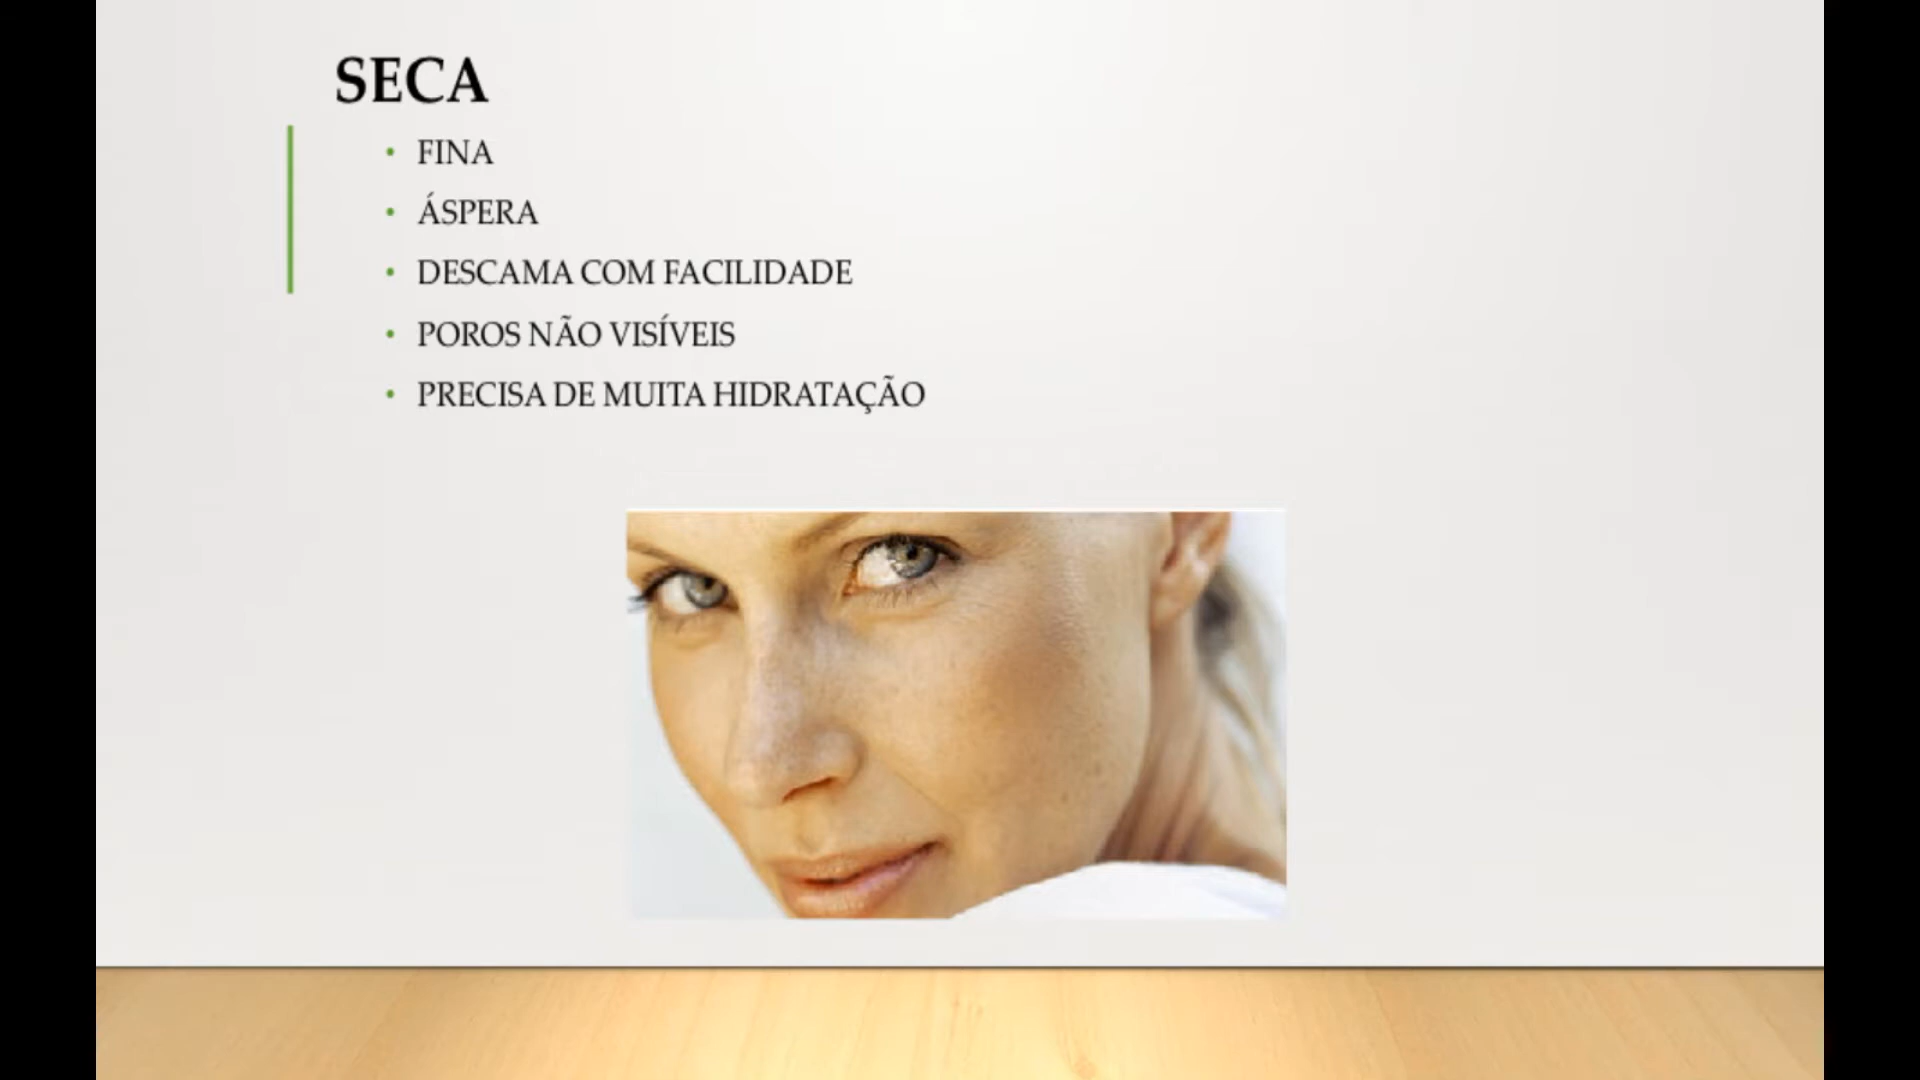 SECA
• FINA
• ÁSPERA
• DESCAMA COM FACILIDADE
• POROS NÃO VISÍVEIS
• PRECISA DE MUITA HIDRATAÇÃO